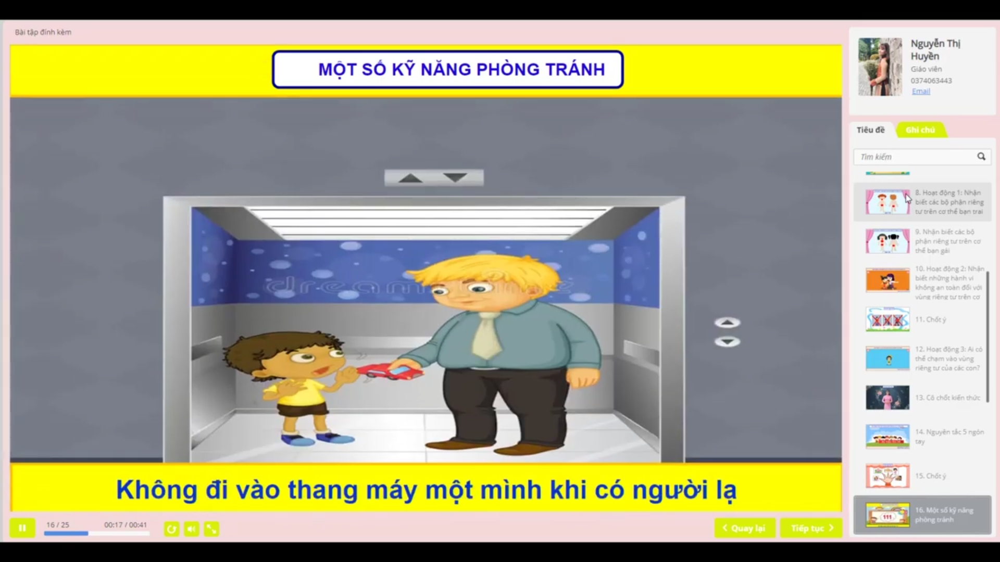 Bài tập đính kèm
MỘT SỐ KỸ NĂNG PHÒNG TRÁNH
dreamstime
Không đi vào thang máy một mình khi có người lạ
16 / 25
00:17 / 00:41
Quay lại
Tiếp tục
Nguyễn Thị
Huyền
Giáo viên
0374063443
Email
Tiêu đề
Ghi chú
Tìm kiếm
8. Hoạt động 1: Nhận
biết các bộ phận riêng
tư trên cơ thể bạn trai
9. Nhận biết các bộ
phận riêng tư trên cơ
thể bạn gái
10. Hoạt động 2: Nhận
biết những hành vi
không an toàn đối với
vùng riêng tư trên cơ
11. Chốt ý
12. Hoạt động 3: Ai có
thể chạm vào vùng
riêng tư của các con?
13. Cô chốt kiến thức
14. Nguyên tắc 5 ngón
tay
15. Chốt ý
111
16. Một số kỹ năng
phòng tránh